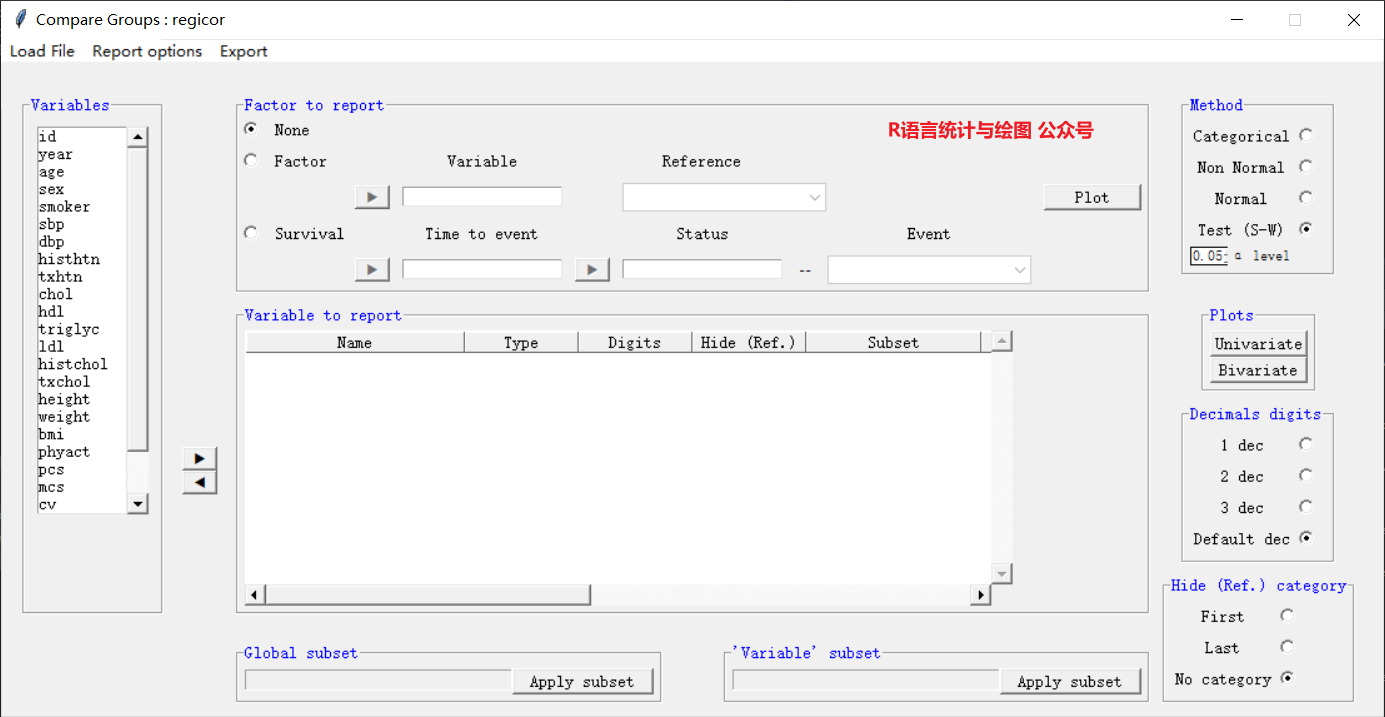 Compare Groups : regicor
Load File Report options Export
Variables
id
year
age
sex
smoker
sbp
dbp
histhtn
txhtn
chol
hdl
triglyc
ldl
histchol
txchol
height
weight
bmi
phyact
pcs
mcs
cv
Factor to report
R语言统计与绘图 公众号
None
Factor Variable Reference
Plot
Survival Time to event Status Event
--
Variable to report
Name Type Digits Hide (Ref.) Subset
Global subset
Apply subset
'Variable' subset
Apply subset
Method
Categorical
Non Normal
Normal
Test (S-W)
0.05 α level
Plots
Univariate
Bivariate
Decimals digits
1 dec
2 dec
3 dec
Default dec
Hide (Ref.) category
First
Last
No category